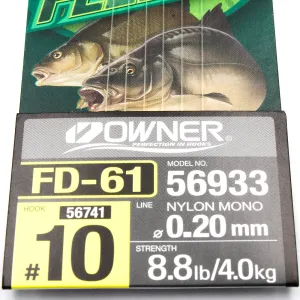 OWNER
PERFECTION IN HOOKS
FD-61
MODEL NO.
56933
HOOK
56741
LINE
NYLON MONO
#10
ø 0.20 mm
STRENGTH
8.8lb/4.0kg